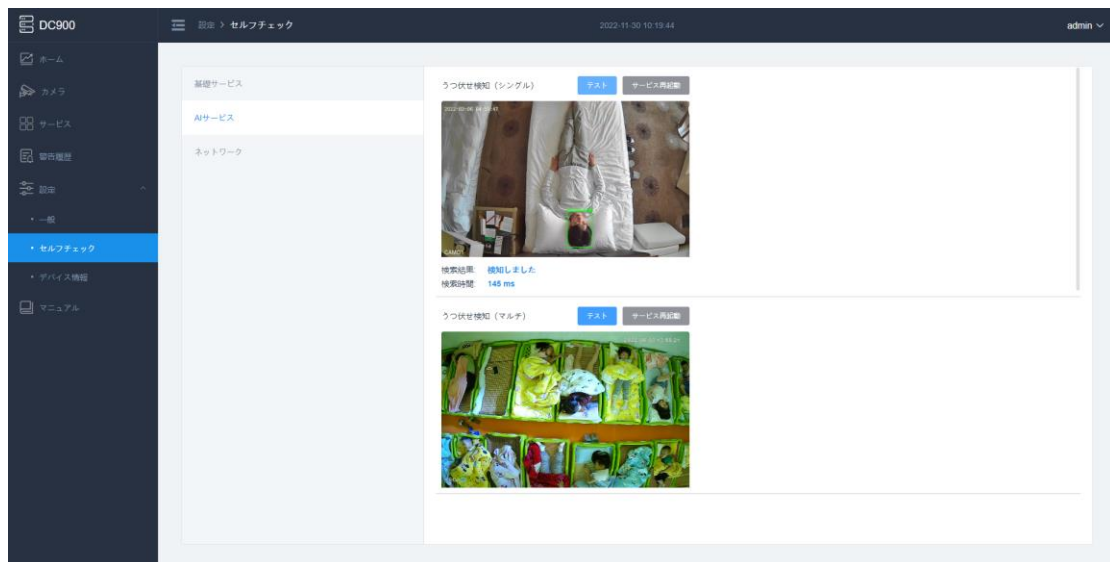 DC900
設定 > セルフチェック
2022-11-30 10:19:44
admin
ホーム
カメラ
サービス
警告履歴
設定
・一般
・セルフチェック
・デバイス情報
マニュアル
基礎サービス
AIサービス
ネットワーク
うつ伏せ検知（シングル）
テスト
サービス再起動
検索結果
検知しました
検索時間
145 ms
うつ伏せ検知（マルチ）
テスト
サービス再起動